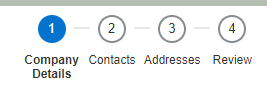 1 2 3 4
Company Contacts Addresses Review
Details